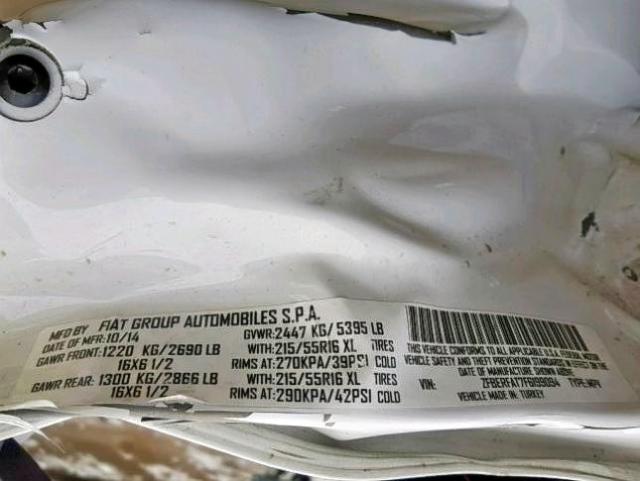 MFD BY FIAT GROUP AUTOMOBILES S.P.A.
DATE OF MFR: 10/14 GVWR: 2447 KG/ 5395 LB
GAWR FRONT: 1220 KG/2690 LB WITH: 215/55R16 XL TIRES
16X6 1/2 RIMS AT: 270KPA/39PSI COLD
GAWR REAR: 1300 KG/2866 LB WITH: 215/55R16 XL TIRES
16X6 1/2 RIMS AT: 290KPA/42PSI COLD
THIS VEHICLE CONFORMS TO ALL APPLICABLE U.S.A. FEDERAL MOTOR
VEHICLE SAFETY STANDARDS IN EFFECT ON THE
DATE OF MANUFACTURE SHOWN ABOVE.
VIN: TYPE: MPV
VEHICLE MADE IN: TURKEY